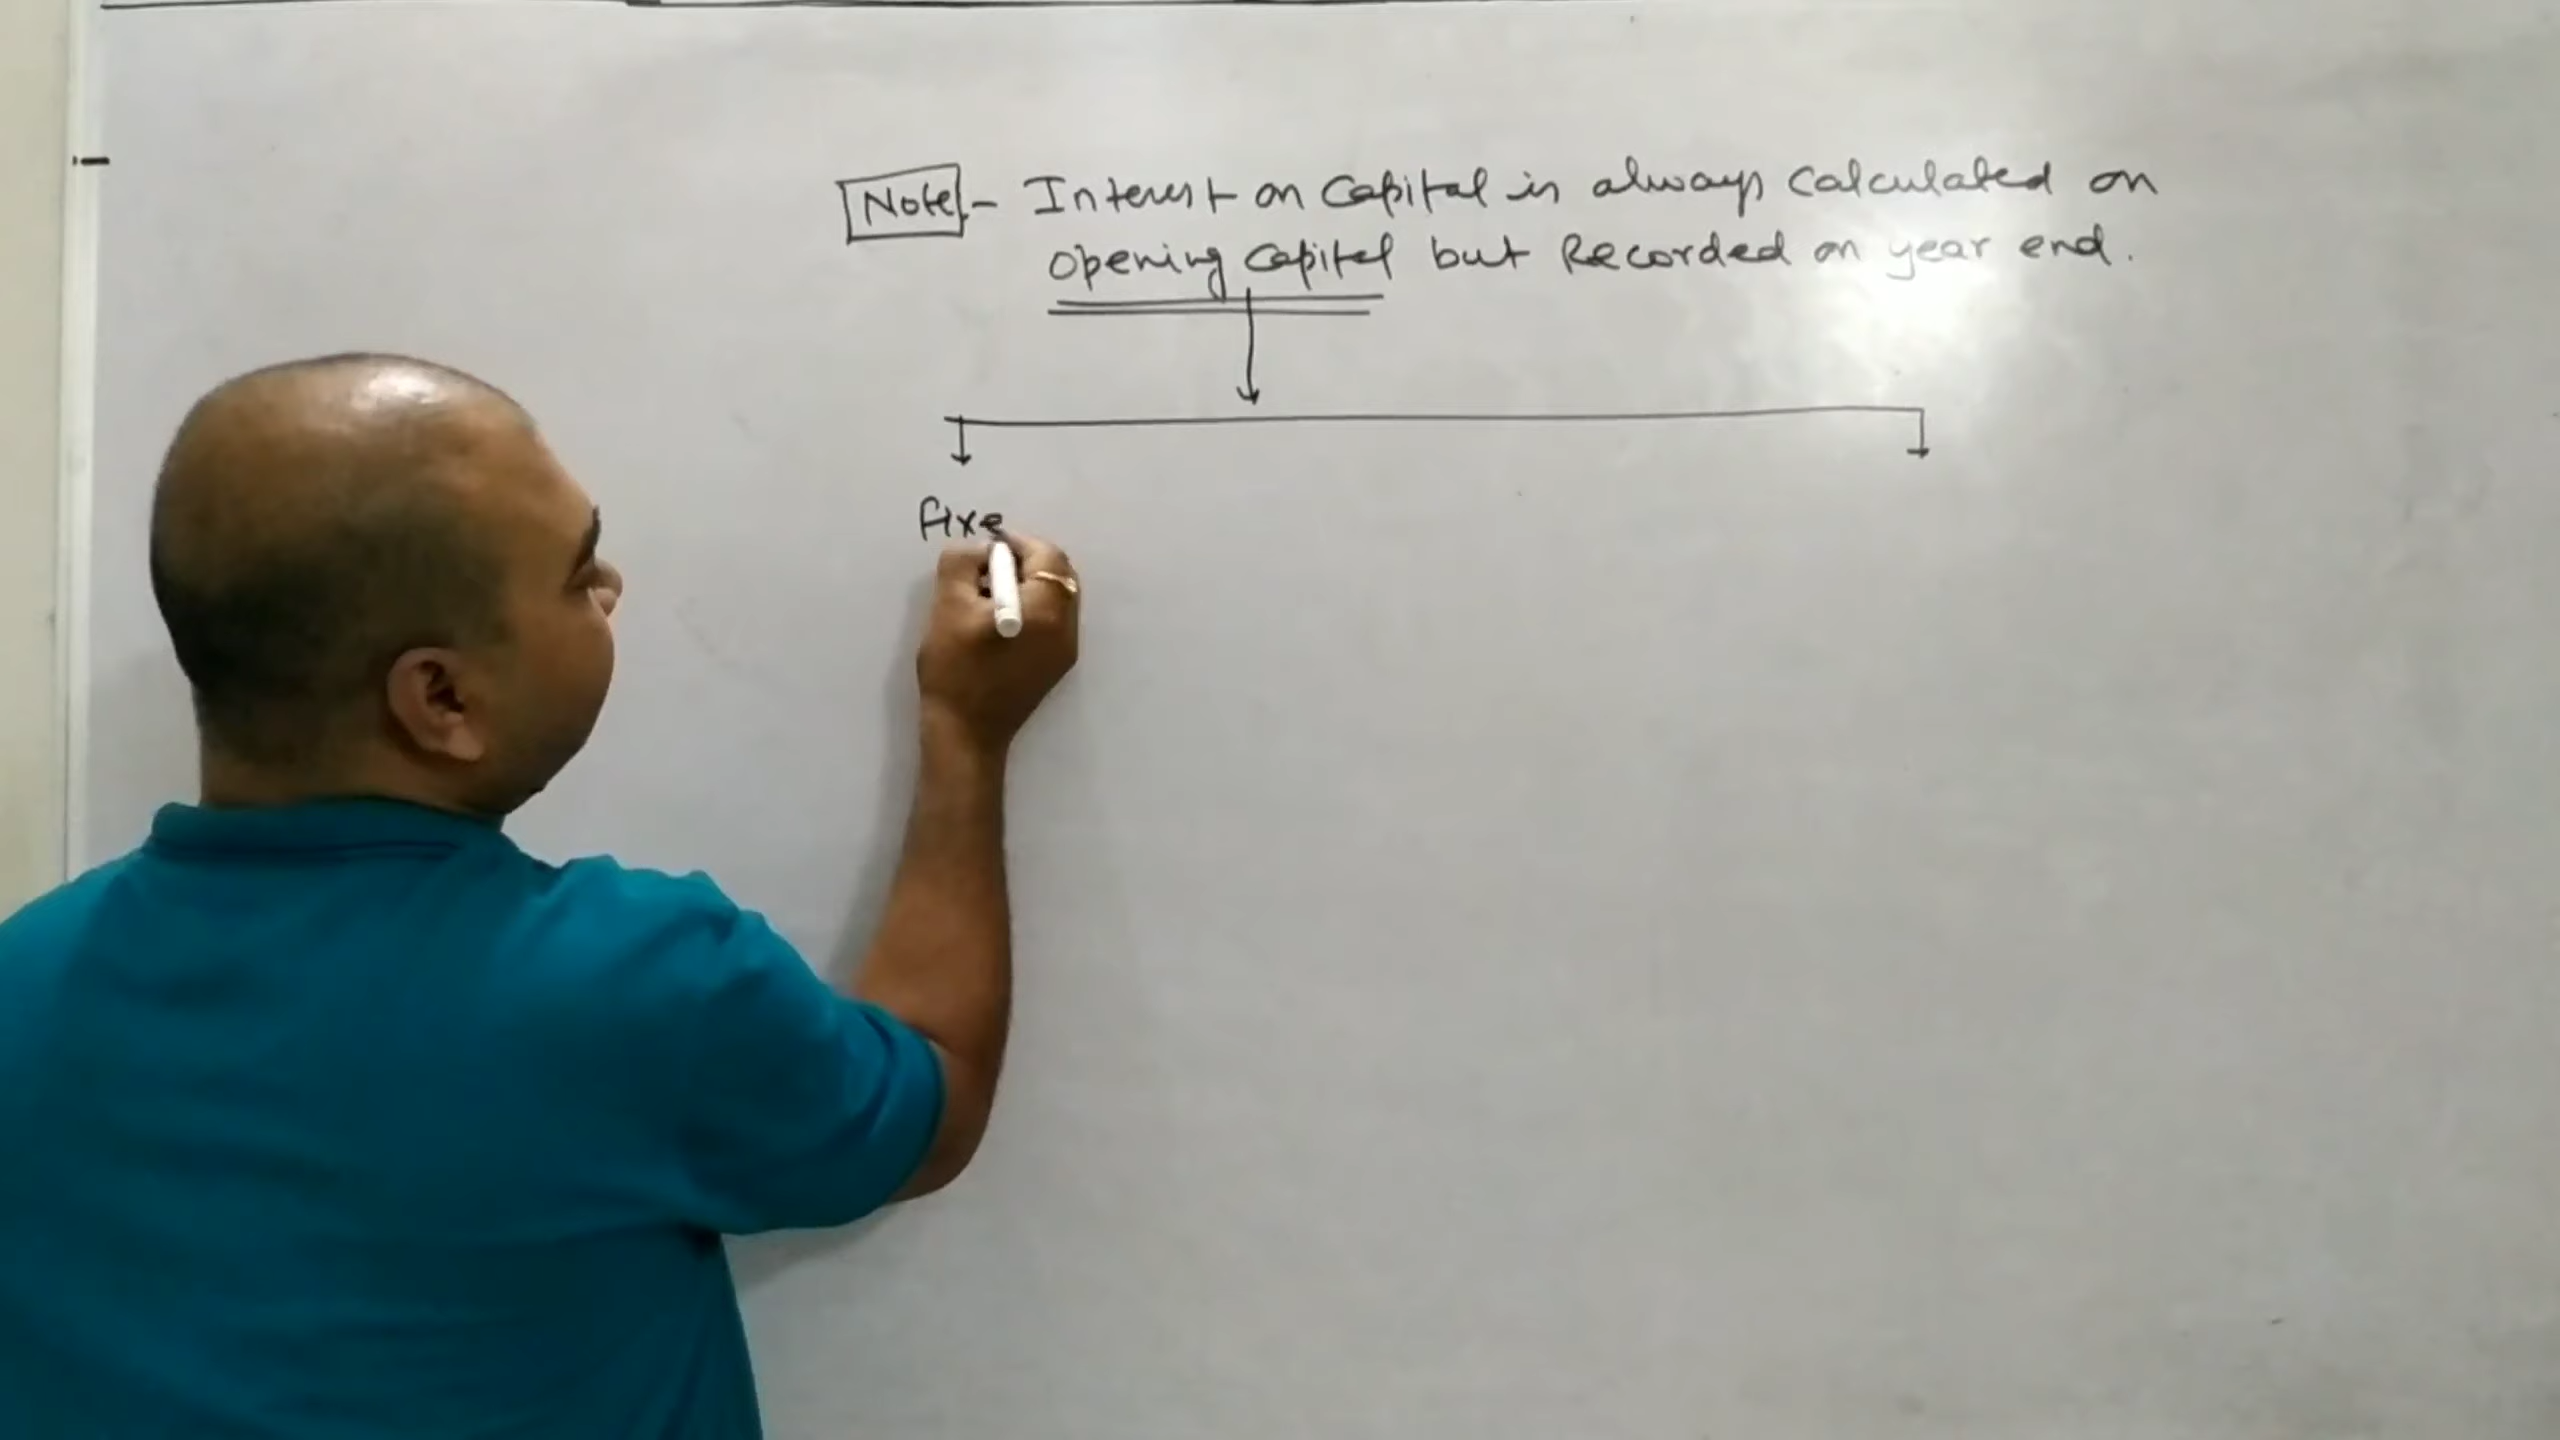 Note - Interest on Capital is always Calculated on
opening Capital but Recorded on year end.
Fixe